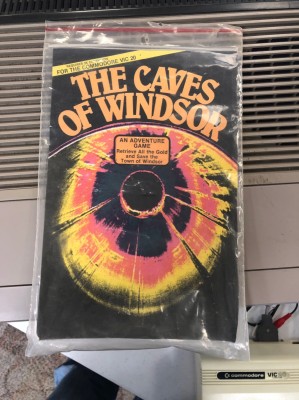 FOR THE COMMODORE VIC 20
THE CAVES
OF WINDSOR
AN ADVENTURE
GAME
Retrieve All the Gold
and Save the
Town of Windsor
commodore VIC 20